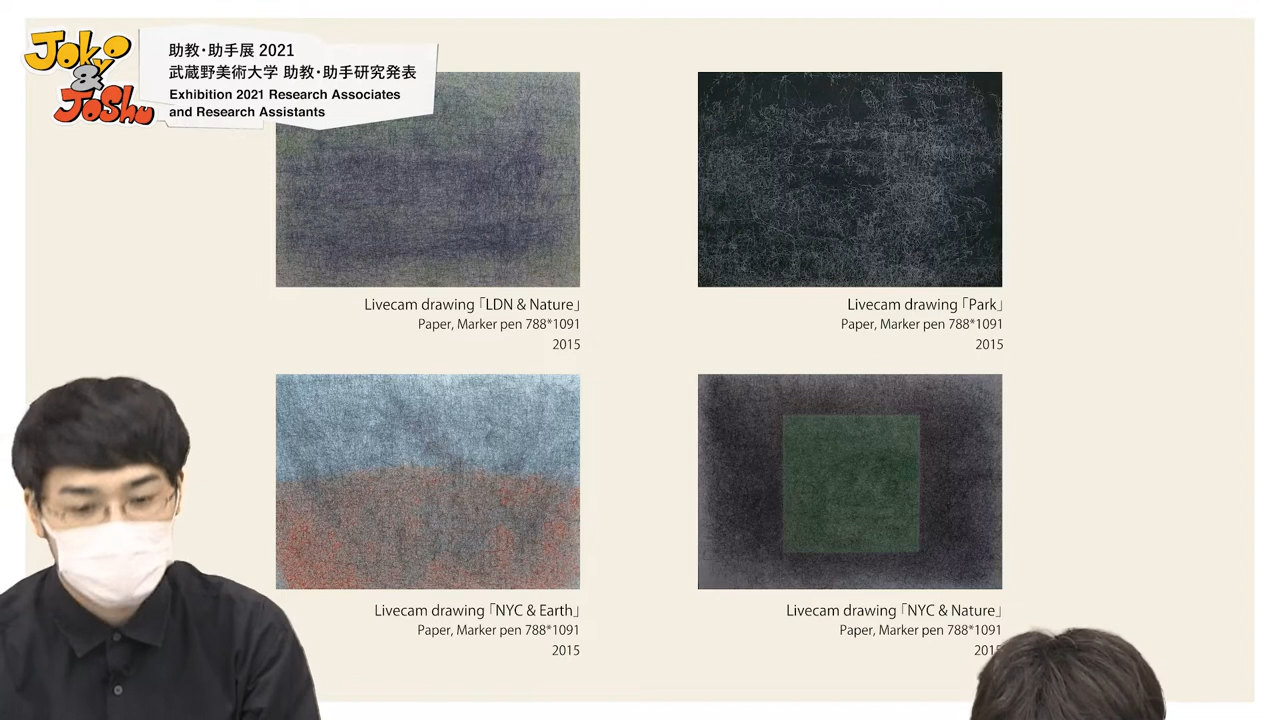 Jokyo
&
Joshu
助教・助手展 2021
武蔵野美術大学 助教・助手研究発表
Exhibition 2021 Research Associates
and Research Assistants
Livecam drawing「LDN & Nature」
Paper, Marker pen 788*1091
2015
Livecam drawing「Park」
Paper, Marker pen 788*1091
2015
Livecam drawing「NYC & Earth」
Paper, Marker pen 788*1091
2015
Livecam drawing「NYC & Nature」
Paper, Marker pen 788*1091
2015